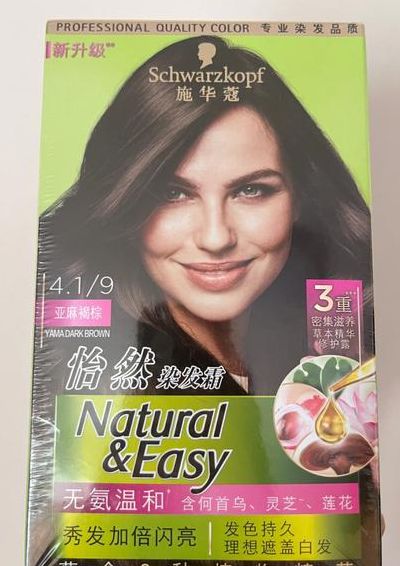 PROFESSIONAL QUALITY COLOR 专业染发品质
新升级
Schwarzkopf
施华蔻
4.1/9
亚麻褐棕
YAMA DARK BROWN
3重
密集滋养
草本精华
修护露
怡然 染发霜
Natural
&Easy
无氨温和* 含何首乌、灵芝~、莲花
秀发加倍闪亮
发色持久
理想遮盖白发